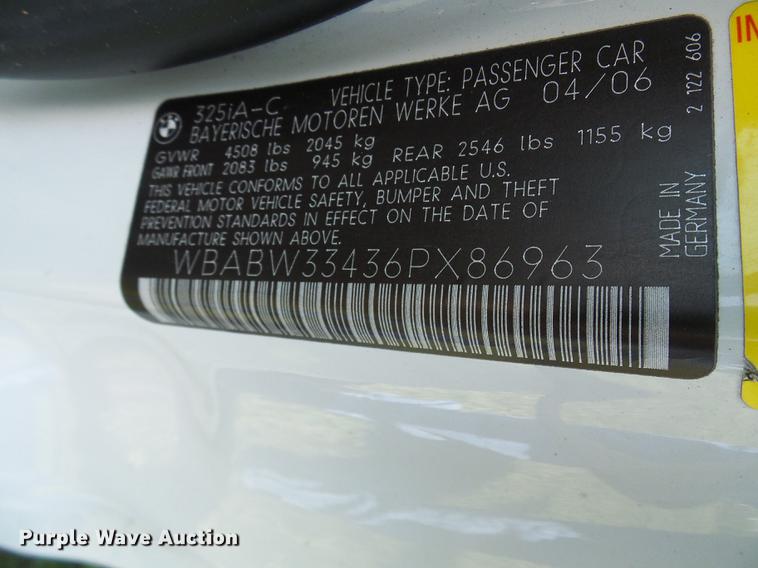 325iA-C VEHICLE TYPE: PASSENGER CAR
BAYERISCHE MOTOREN WERKE AG 04/06
GVWR 4508 lbs 2045 kg
GAWR FRONT 2083 lbs 945 kg REAR 2546 lbs 1155 kg
THIS VEHICLE CONFORMS TO ALL APPLICABLE U.S.
FEDERAL MOTOR VEHICLE SAFETY, BUMPER AND THEFT
PREVENTION STANDARDS IN EFFECT ON THE DATE OF
MANUFACTURE SHOWN ABOVE.
WBABW33436PX86963
MADE IN
GERMANY
2 122 606
IN
Purple Wave Auction